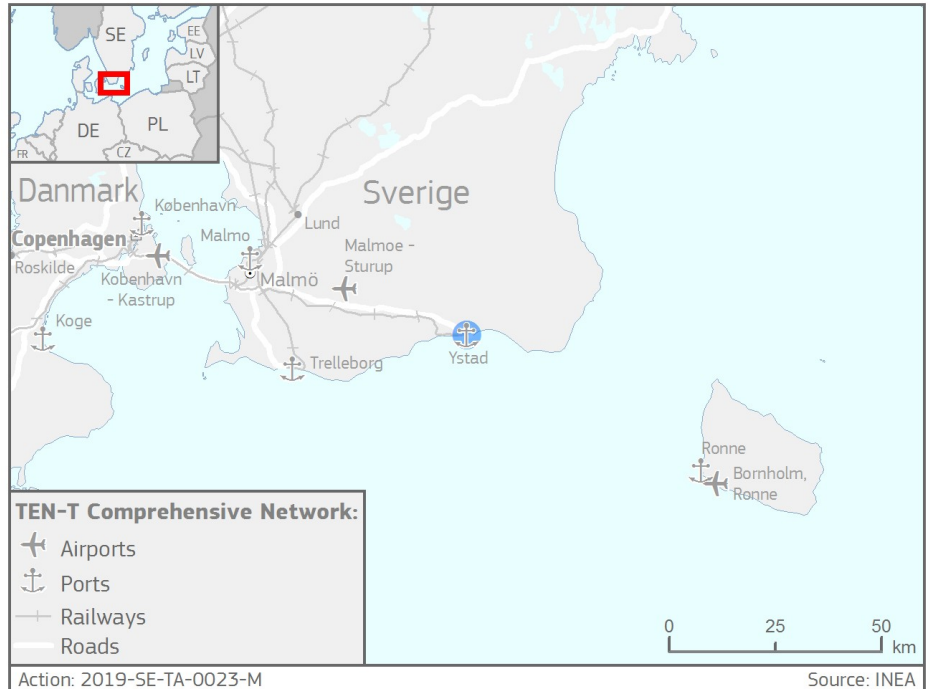 SE
EE
LV
LT
DE
PL
FR
CZ
Danmark
Sverige
København
Copenhagen
Roskilde
Malmo
Lund
Malmoe -
Sturup
Kobenhavn
- Kastrup
Malmö
Koge
Trelleborg
Ystad
Ronne
Bornholm,
Ronne
TEN-T Comprehensive Network:
Airports
Ports
Railways
Roads
0 25 50
km
Action: 2019-SE-TA-0023-M
Source: INEA